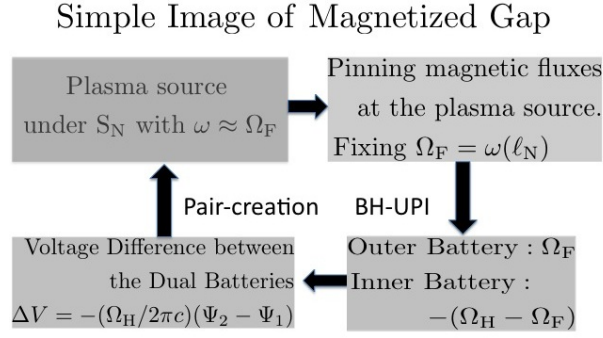 Simple Image of Magnetized Gap
Plasma source
under S_N with ω ≈ Ω_F
Pinning magnetic fluxes
at the plasma source.
Fixing Ω_F = ω(ℓ_N)
Pair-creation
BH-UPI
Voltage Difference between
the Dual Batteries
ΔV = −(Ω_H/2πc)(Ψ_2 − Ψ_1)
Outer Battery : Ω_F
Inner Battery :
−(Ω_H − Ω_F)